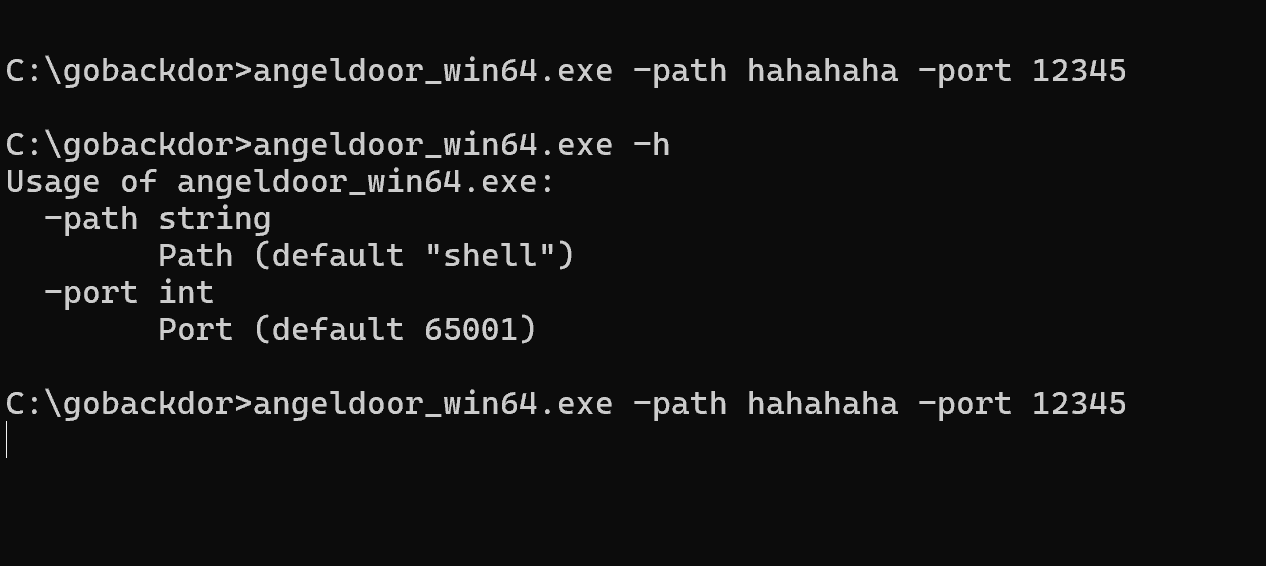 C:\gobackdor>angeldoor_win64.exe -path hahahaha -port 12345
C:\gobackdor>angeldoor_win64.exe -h
Usage of angeldoor_win64.exe:
  -path string
        Path (default "shell")
  -port int
        Port (default 65001)
C:\gobackdor>angeldoor_win64.exe -path hahahaha -port 12345